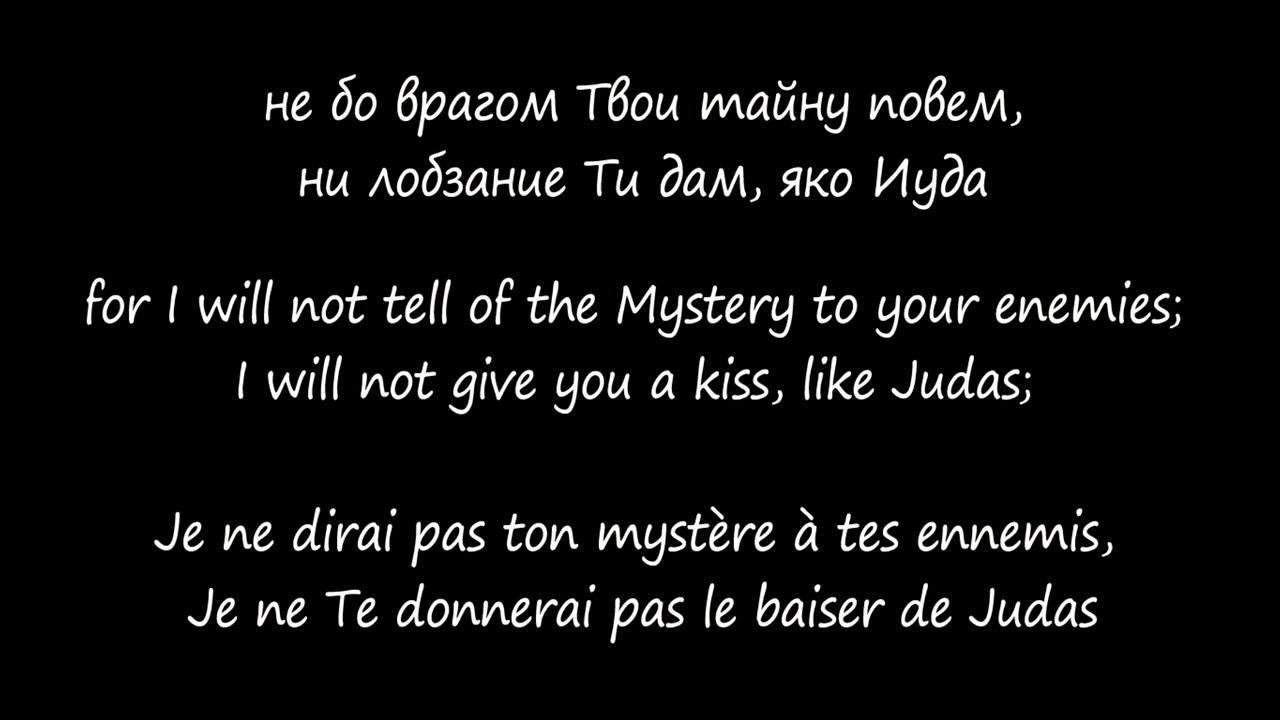 не бо врагом Твои тайну повем,
ни лобзание Ти дам, яко Иуда
for I will not tell of the Mystery to your enemies;
I will not give you a kiss, like Judas;
Je ne dirai pas ton mystère à tes ennemis,
Je ne Te donnerai pas le baiser de Judas